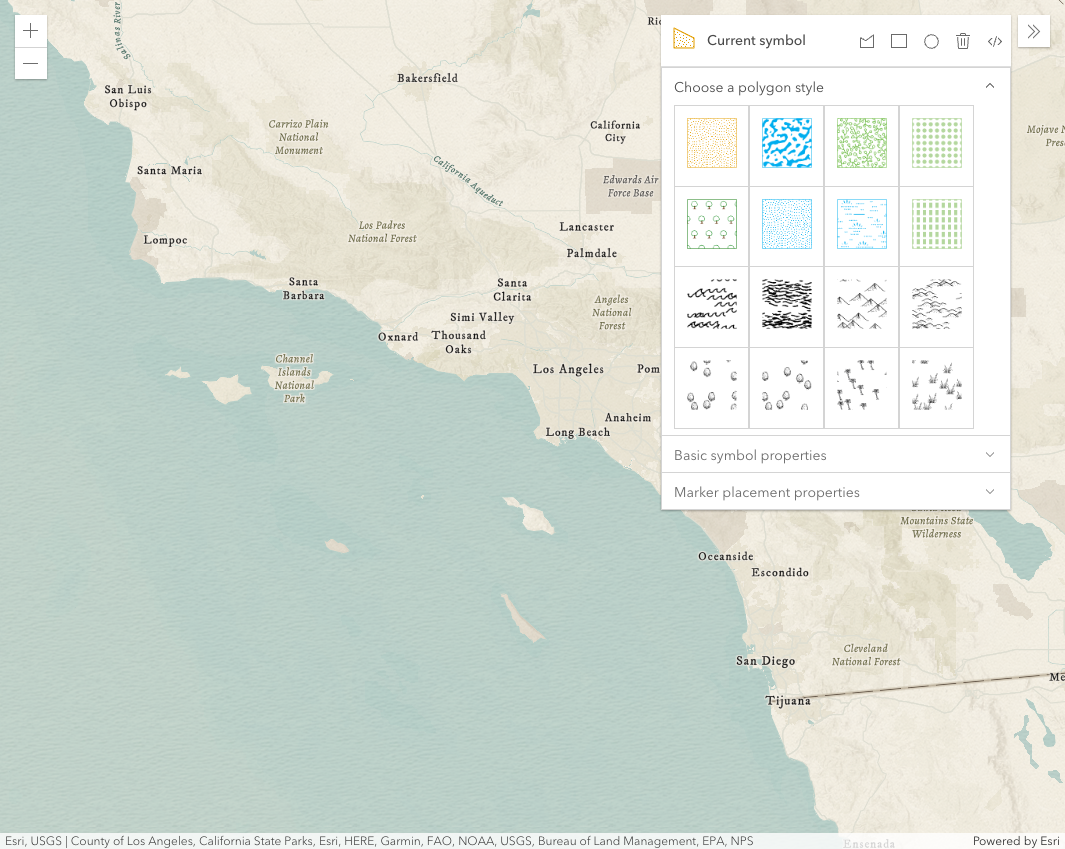 Salinas River
San Luis
Obispo
Bakersfield
Carrizo Plain
National
Monument
California
City
Santa Maria
California Aqueduct
Edwards Air
Force Base
Lompoc
Los Padres
National Forest
Lancaster
Palmdale
Santa
Barbara
Santa
Clarita
Angeles
National
Forest
Simi Valley
Oxnard
Thousand
Oaks
Channel
Islands
National
Park
Los Angeles
Pom
Anaheim
Long Beach
Current symbol
Choose a polygon style
Basic symbol properties
Marker placement properties
Mojave N
Pres
Mountains State
Wilderness
Oceanside
Escondido
San Diego
Cleveland
National Forest
Tijuana
Me
Ensenada
Esri, USGS | County of Los Angeles, California State Parks, Esri, HERE, Garmin, FAO, NOAA, USGS, Bureau of Land Management, EPA, NPS
Powered by Esri